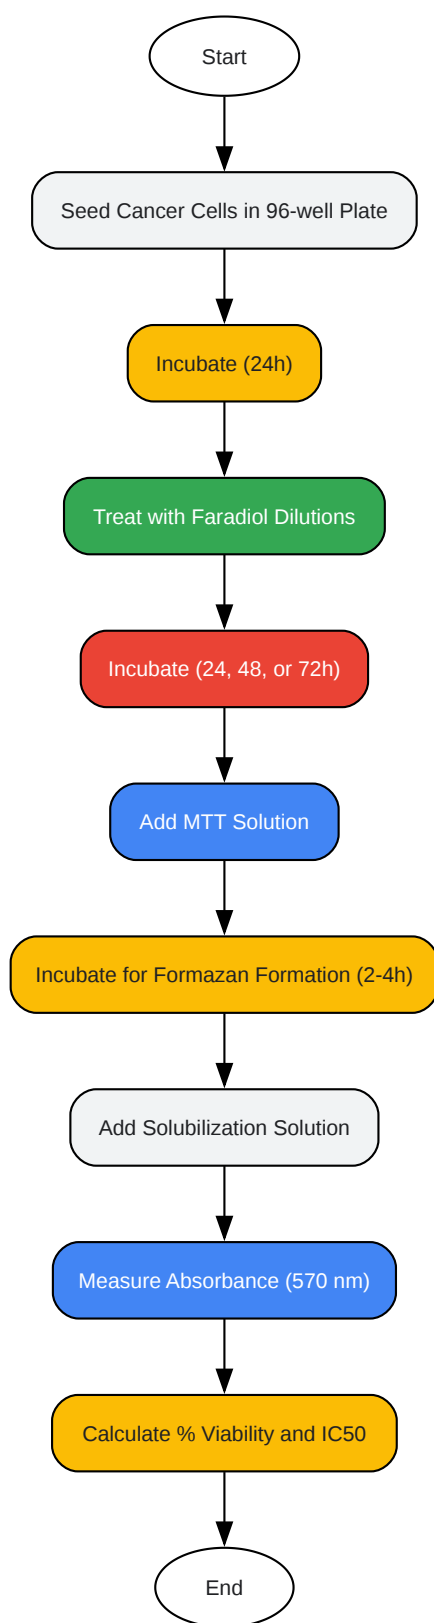 Start
Seed Cancer Cells in 96-well Plate
Incubate (24h)
Treat with Faradiol Dilutions
Incubate (24, 48, or 72h)
Add MTT Solution
Incubate for Formazan Formation (2-4h)
Add Solubilization Solution
Measure Absorbance (570 nm)
Calculate % Viability and IC50
End